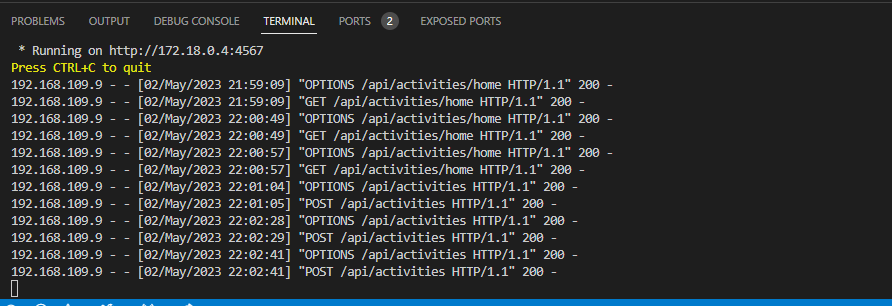 PROBLEMS OUTPUT DEBUG CONSOLE TERMINAL PORTS 2 EXPOSED PORTS
* Running on http://172.18.0.4:4567
Press CTRL+C to quit
192.168.109.9 - - [02/May/2023 21:59:09] "OPTIONS /api/activities/home HTTP/1.1" 200 -
192.168.109.9 - - [02/May/2023 21:59:09] "GET /api/activities/home HTTP/1.1" 200 -
192.168.109.9 - - [02/May/2023 22:00:49] "OPTIONS /api/activities/home HTTP/1.1" 200 -
192.168.109.9 - - [02/May/2023 22:00:49] "GET /api/activities/home HTTP/1.1" 200 -
192.168.109.9 - - [02/May/2023 22:00:57] "OPTIONS /api/activities/home HTTP/1.1" 200 -
192.168.109.9 - - [02/May/2023 22:00:57] "GET /api/activities/home HTTP/1.1" 200 -
192.168.109.9 - - [02/May/2023 22:01:04] "OPTIONS /api/activities HTTP/1.1" 200 -
192.168.109.9 - - [02/May/2023 22:01:05] "POST /api/activities HTTP/1.1" 200 -
192.168.109.9 - - [02/May/2023 22:02:28] "OPTIONS /api/activities HTTP/1.1" 200 -
192.168.109.9 - - [02/May/2023 22:02:29] "POST /api/activities HTTP/1.1" 200 -
192.168.109.9 - - [02/May/2023 22:02:41] "OPTIONS /api/activities HTTP/1.1" 200 -
192.168.109.9 - - [02/May/2023 22:02:41] "POST /api/activities HTTP/1.1" 200 -